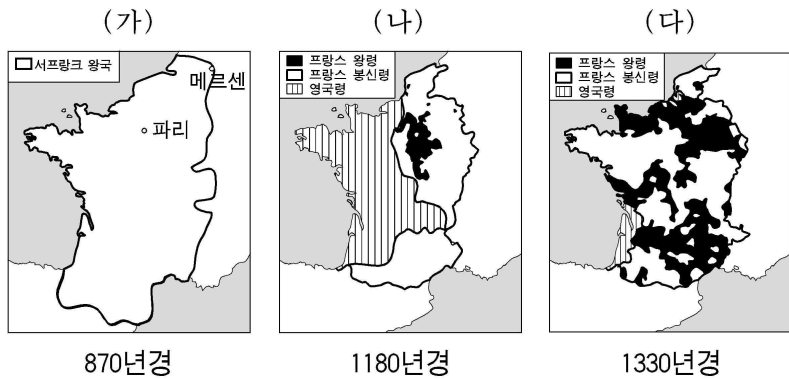 (가)
서프랑크 왕국
메르센
파리
870년경
(나)
프랑스 왕령
프랑스 봉신령
영국령
1180년경
(다)
프랑스 왕령
프랑스 봉신령
영국령
1330년경